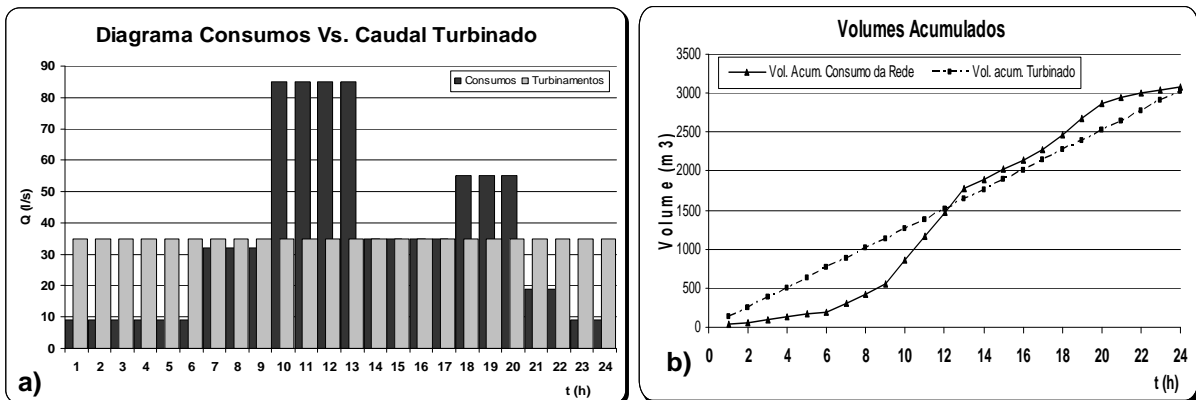 Diagrama Consumos Vs. Caudal Turbinado
Consumos Turbinamentos
Q (l/s)
90
80
70
60
50
40
30
20
10
0
1 2 3 4 5 6 7 8 9 10 11 12 13 14 15 16 17 18 19 20 21 22 23 24
t (h)
a)
Volumes Acumulados
Vol. Acum. Consumo da Rede Vol. acum. Turbinado
Volume (m3)
3500
3000
2500
2000
1500
1000
500
0
0 2 4 6 8 10 12 14 16 18 20 22 24
t (h)
b)